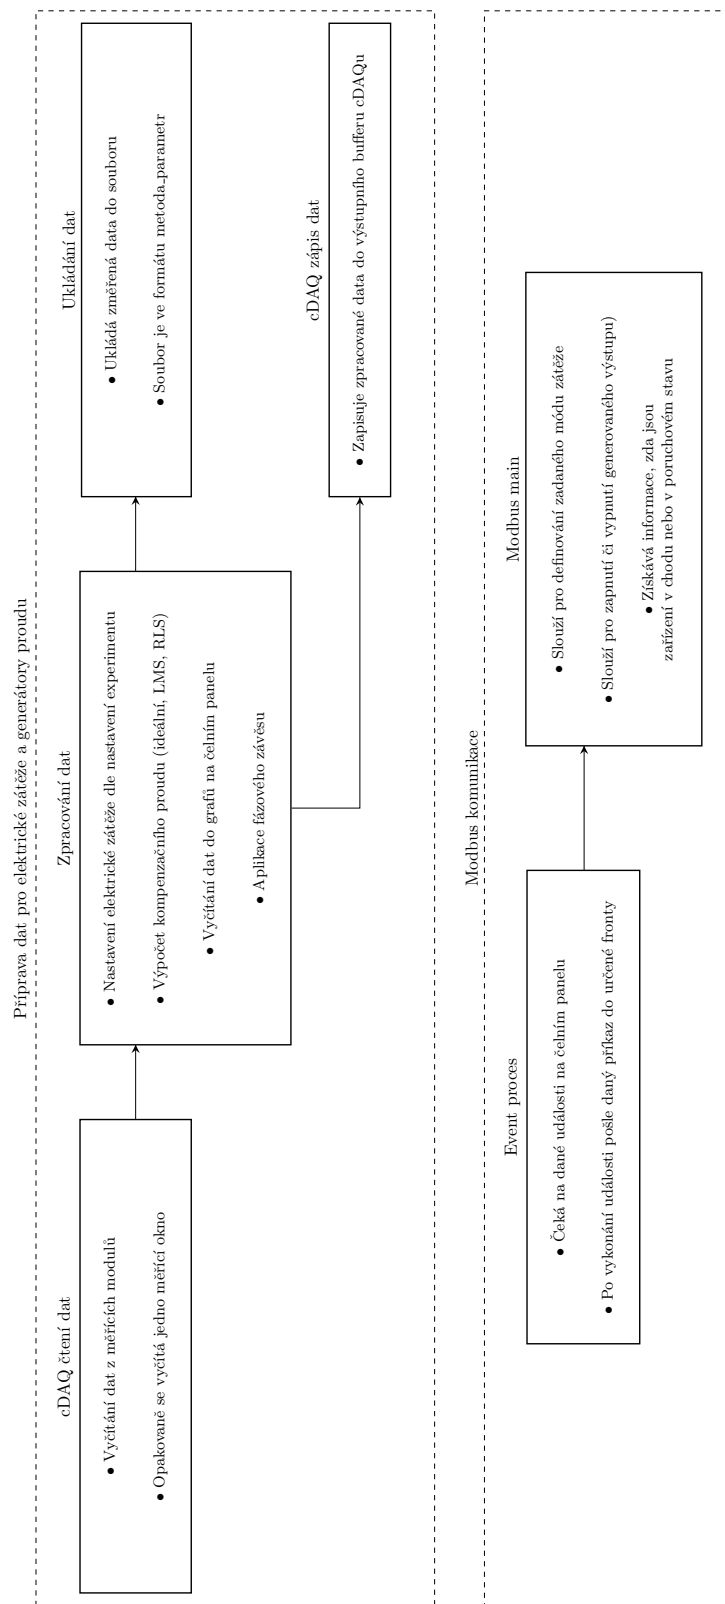 Příprava dat pro elektrické zátěže a generátory proudu
cDAQ čtení dat
• Vyčítání dat z měřících modulů
• Opakovaně se vyčítá jedno měřící okno
Zpracování dat
• Nastavení elektrické zátěže dle nastavení experimentu
• Výpočet kompenzačního proudu (ideální, LMS, RLS)
• Vyčítání dat do grafů na čelním panelu
• Aplikace fázového závěsu
Ukládání dat
• Ukládá změřená data do souboru
• Soubor je ve formátu metoda_parametr
cDAQ zápis dat
• Zapisuje zpracované data do výstupního bufferu cDAQu
Modbus komunikace
Event proces
• Čeká na dané události na čelním panelu
• Po vykonání události pošle daný příkaz do určené fronty
Modbus main
• Slouží pro definování zadaného módu zátěže
• Slouží pro zapnutí či vypnutí generovaného výstupu)
• Získává informace, zda jsou
zařízení v chodu nebo v poruchovém stavu